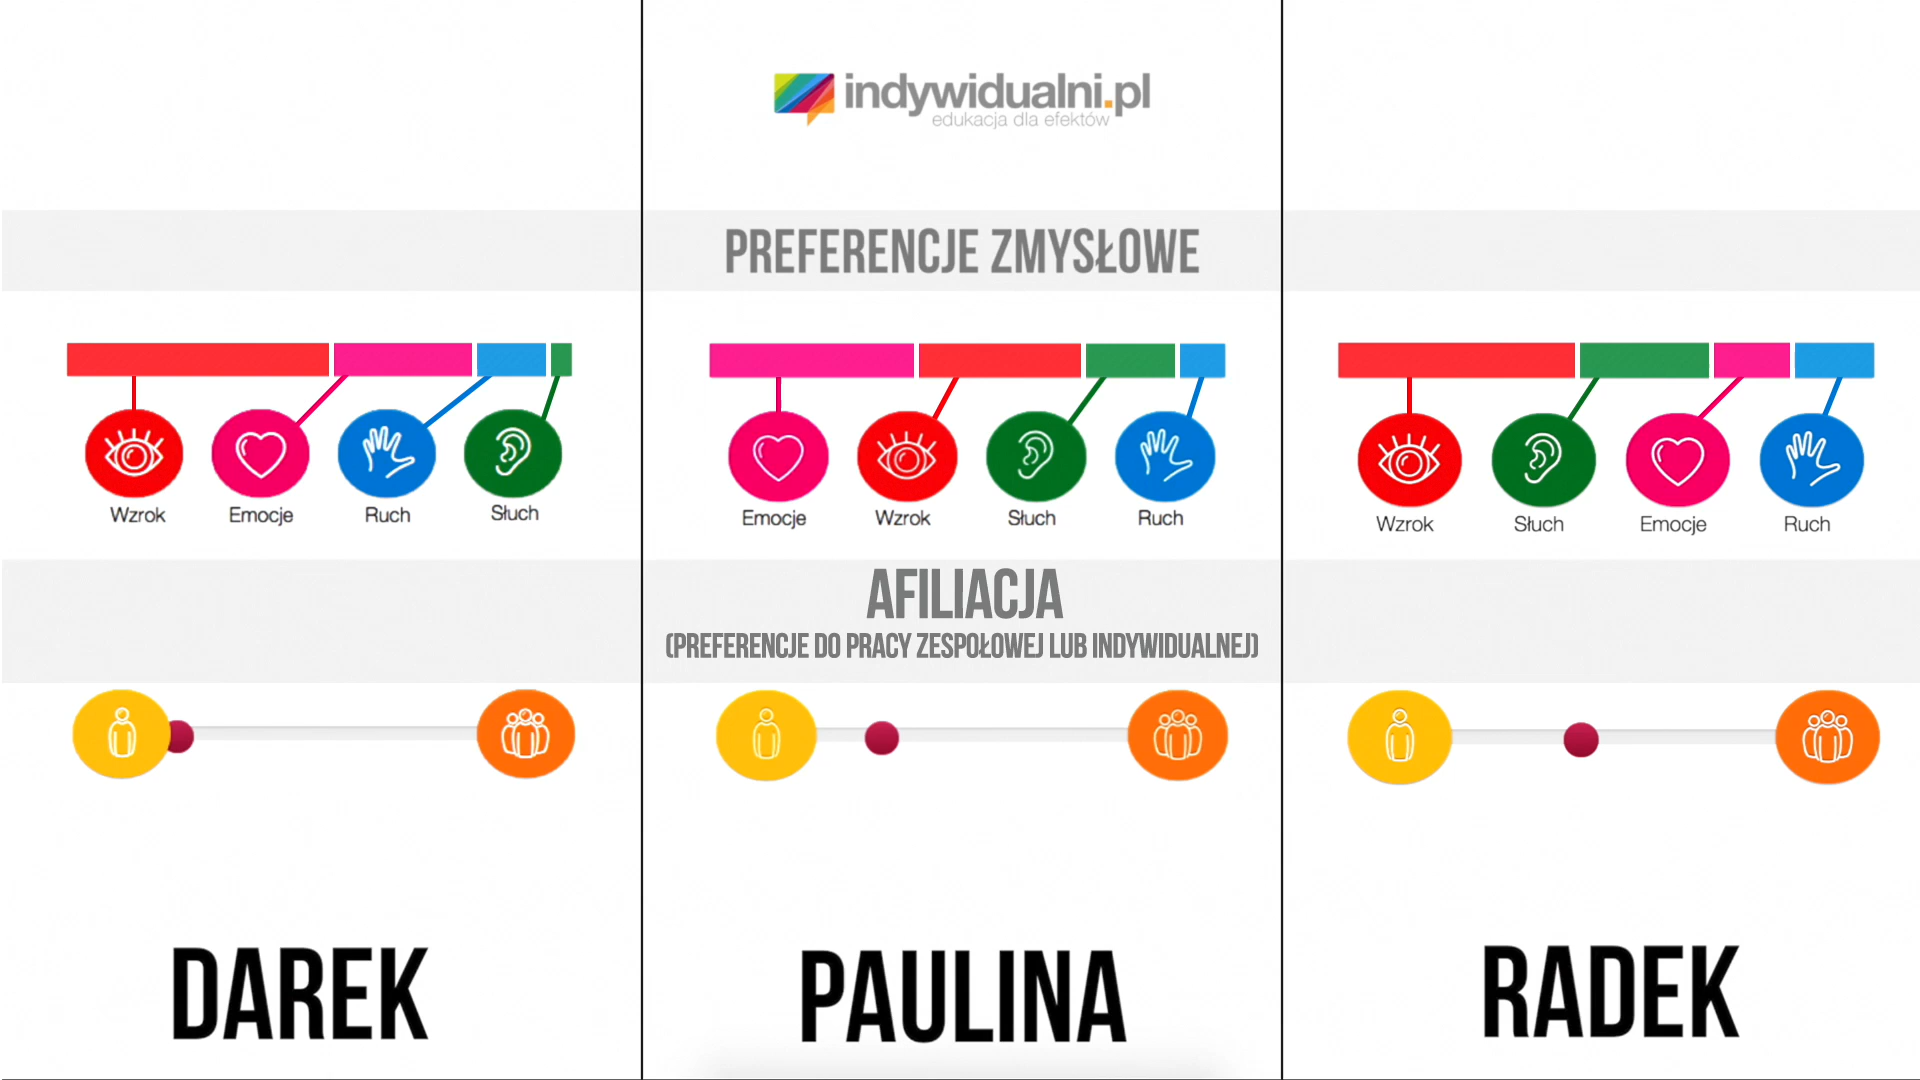 indywidualni.pl
edukacja dla efektów
PREFERENCJE ZMYSŁOWE
Wzrok Emocje Ruch Słuch
Emocje Wzrok Słuch Ruch
Wzrok Słuch Emocje Ruch
AFILIACJA
(PREFERENCJE DO PRACY ZESPOŁOWEJ LUB INDYWIDUALNEJ)
DAREK
PAULINA
RADEK